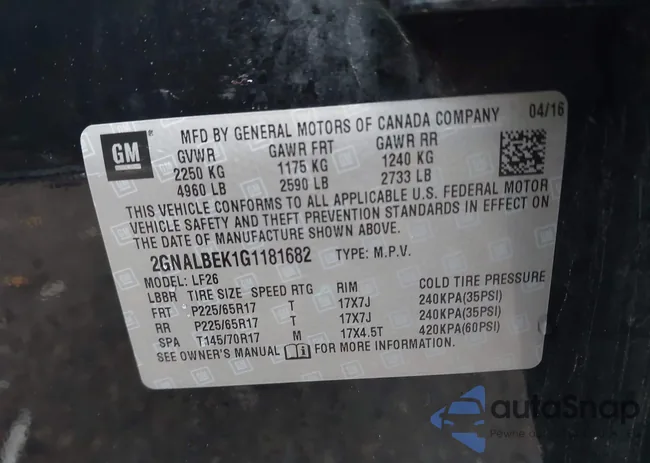 GM
MFD BY GENERAL MOTORS OF CANADA COMPANY 04/16
GVWR GAWR FRT GAWR RR
2250 KG 1175 KG 1240 KG
4960 LB 2590 LB 2733 LB
THIS VEHICLE CONFORMS TO ALL APPLICABLE U.S. FEDERAL MOTOR
VEHICLE SAFETY AND THEFT PREVENTION STANDARDS IN EFFECT ON
THE DATE OF MANUFACTURE SHOWN ABOVE.
2GNALBEK1G1181682 TYPE: M.P.V.
MODEL: LF26
LBBR TIRE SIZE SPEED RTG RIM COLD TIRE PRESSURE
FRT P225/65R17 T 17X7J 240KPA(35PSI)
RR P225/65R17 T 17X7J 240KPA(35PSI)
SPA T145/70R17 M 17X4.5T 420KPA(60PSI)
SEE OWNER'S MANUAL i FOR MORE INFORMATION.
autoSnap
Pewne